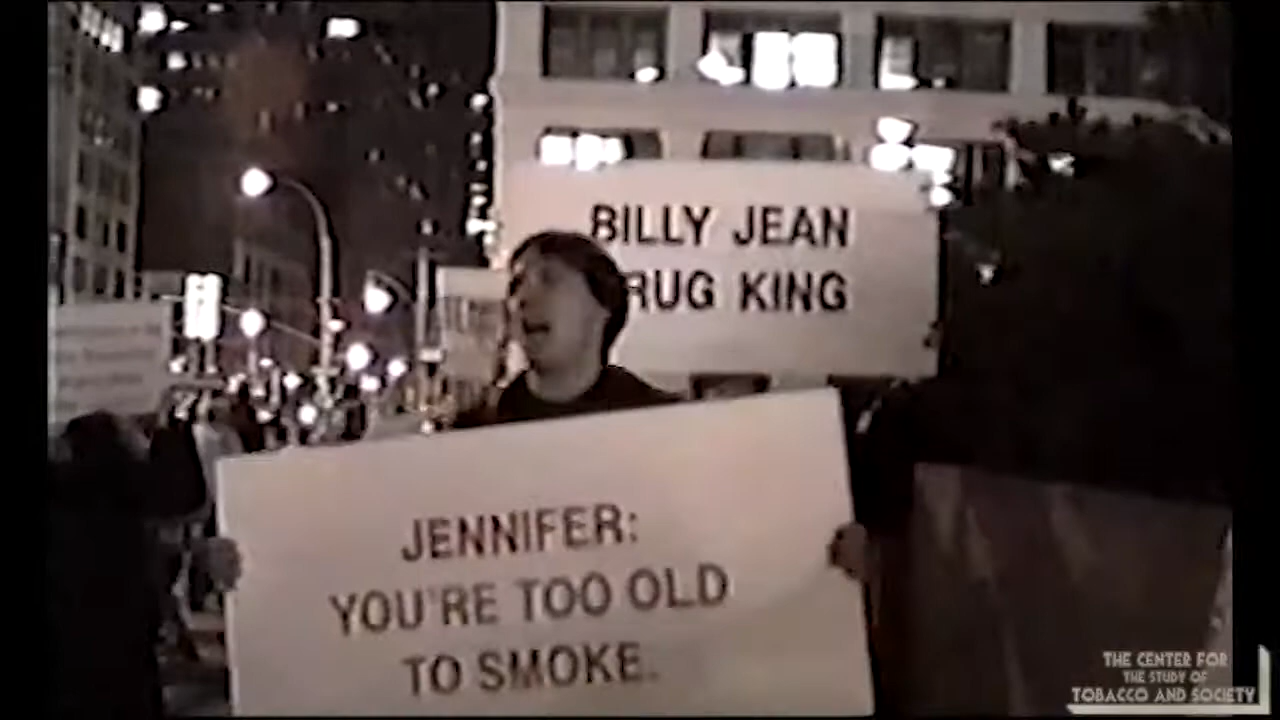 BILLY JEAN
RUG KING
JENNIFER:
YOU'RE TOO OLD
TO SMOKE.
THE CENTER FOR
THE STUDY OF
TOBACCO AND SOCIETY